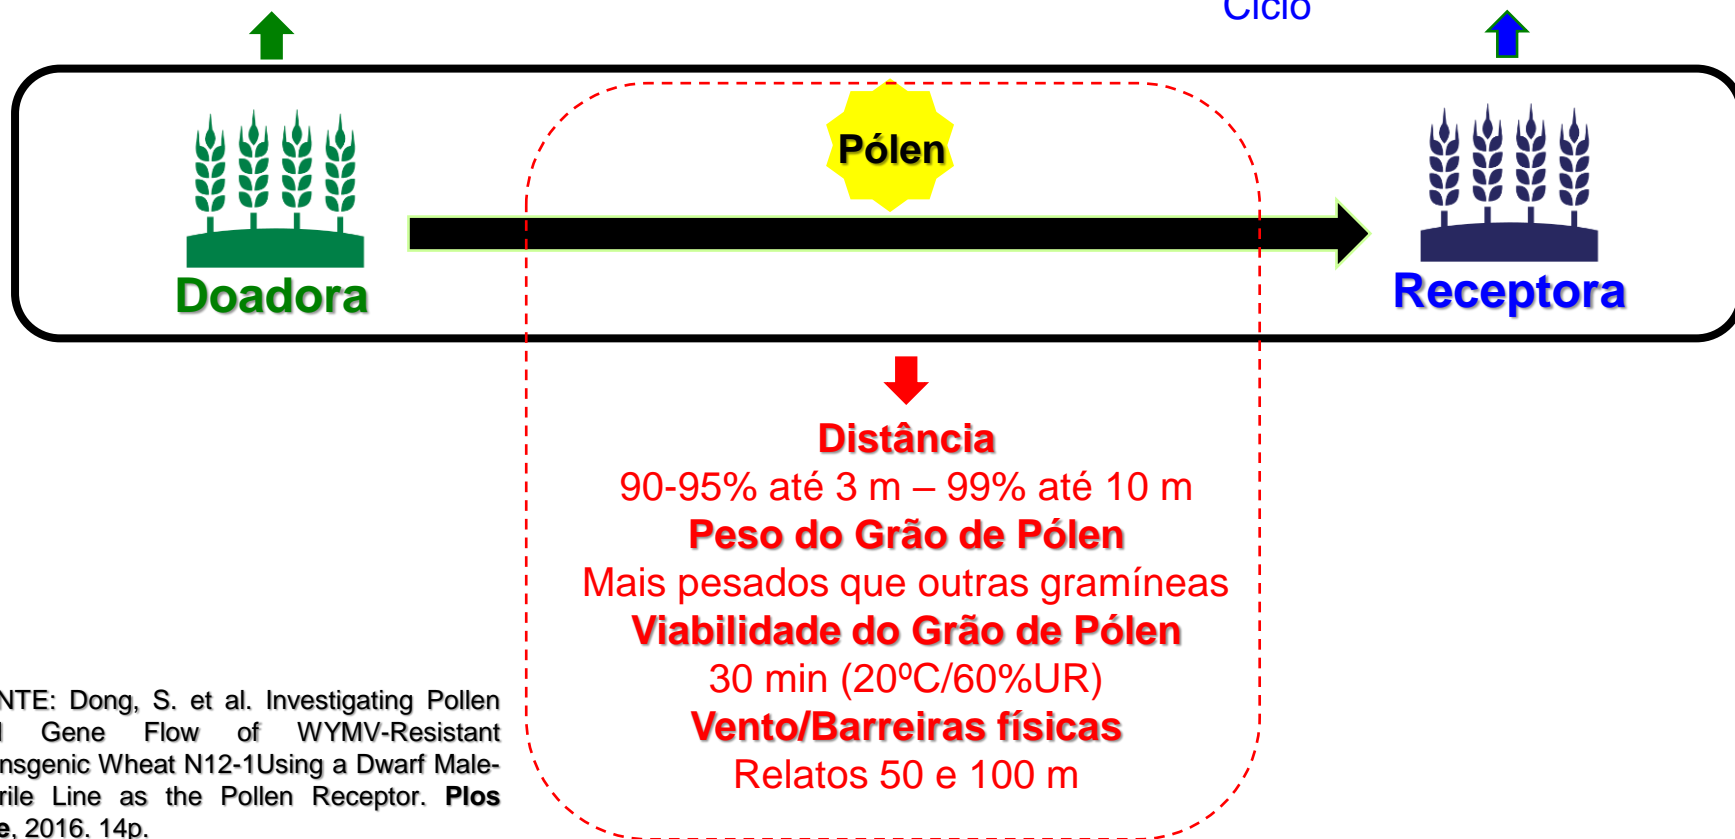 Ciclo
Pólen
Doadora
Receptora
Distância
90-95% até 3 m – 99% até 10 m
Peso do Grão de Pólen
Mais pesados que outras gramíneas
Viabilidade do Grão de Pólen
30 min (20ºC/60%UR)
Vento/Barreiras físicas
Relatos 50 e 100 m
NTE: Dong, S. et al. Investigating Pollen
Gene Flow of WYMV-Resistant
nsgenic Wheat N12-1Using a Dwarf Male-
rile Line as the Pollen Receptor. Plos
e, 2016. 14p.